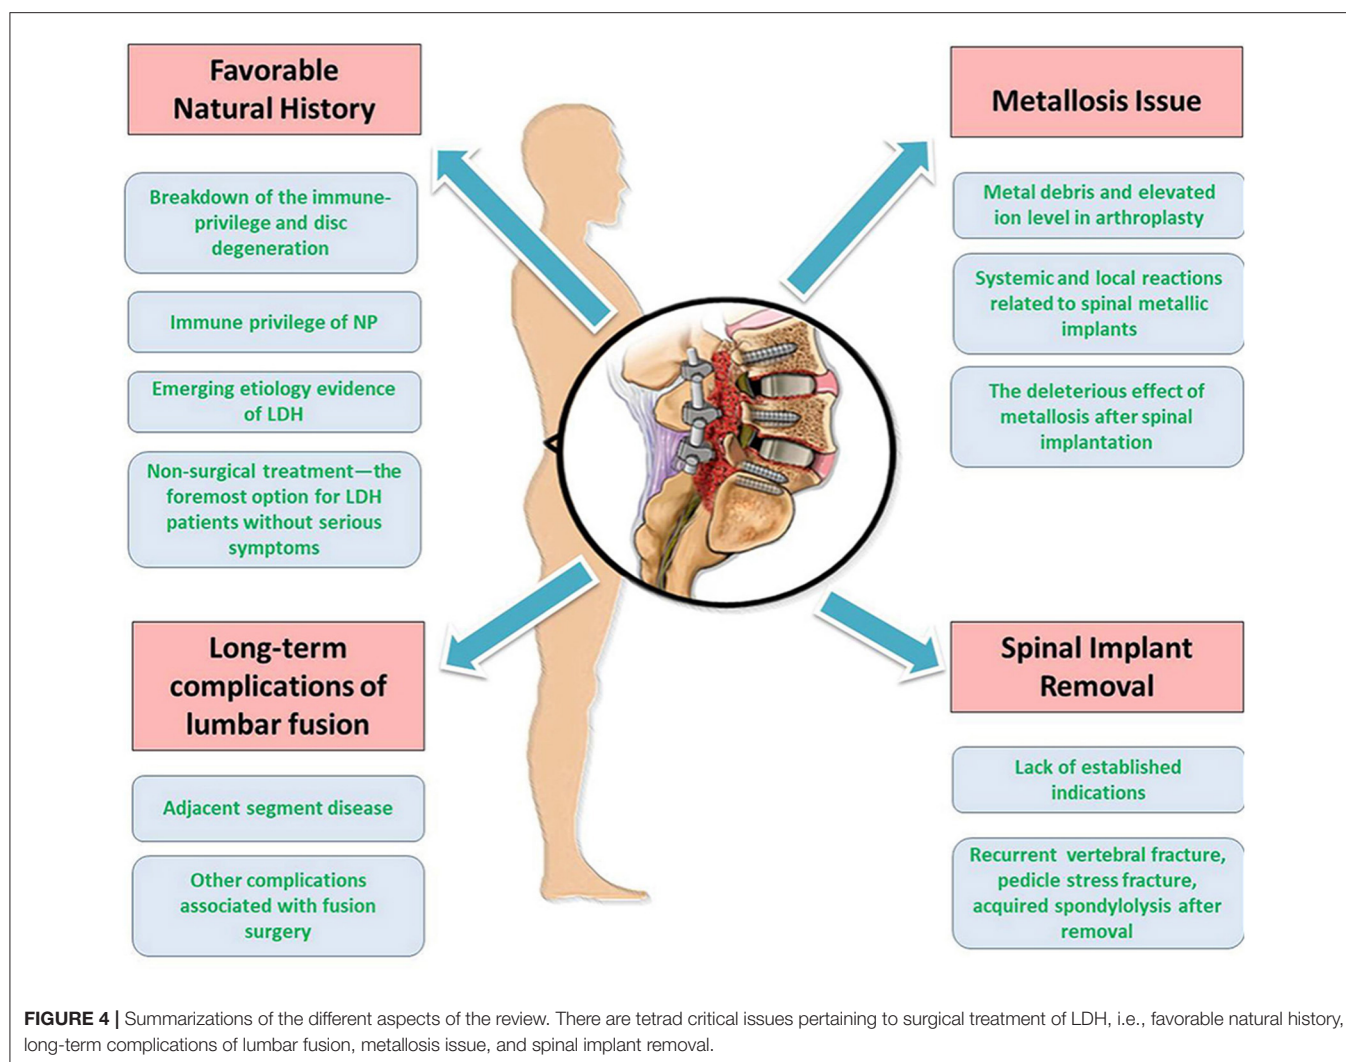 Favorable
Natural History
Breakdown of the immune-
privilege and disc
degeneration
Immune privilege of NP
Emerging etiology evidence
of LDH
Non-surgical treatment—the
foremost option for LDH
patients without serious
symptoms
Long-term
complications of
lumbar fusion
Adjacent segment disease
Other complications
associated with fusion
surgery
Metallosis Issue
Metal debris and elevated
ion level in arthroplasty
Systemic and local reactions
related to spinal metallic
implants
The deleterious effect of
metallosis after spinal
implantation
Spinal Implant
Removal
Lack of established
indications
Recurrent vertebral fracture,
pedicle stress fracture,
acquired spondylolysis after
removal
FIGURE 4 | Summarizations of the different aspects of the review. There are tetrad critical issues pertaining to surgical treatment of LDH, i.e., favorable natural history,
long-term complications of lumbar fusion, metallosis issue, and spinal implant removal.